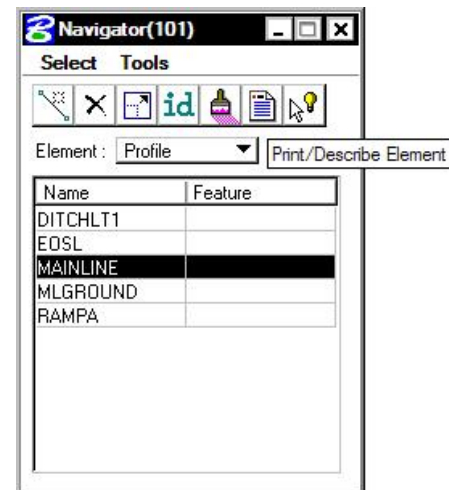 Navigator(101)
Select Tools
id
Element : Profile
Print/Describe Element
Name Feature
DITCHLT1
EOSL
MAINLINE
MLGROUND
RAMPA